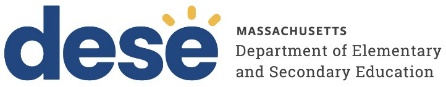 dese
MASSACHUSETTS
Department of Elementary
and Secondary Education